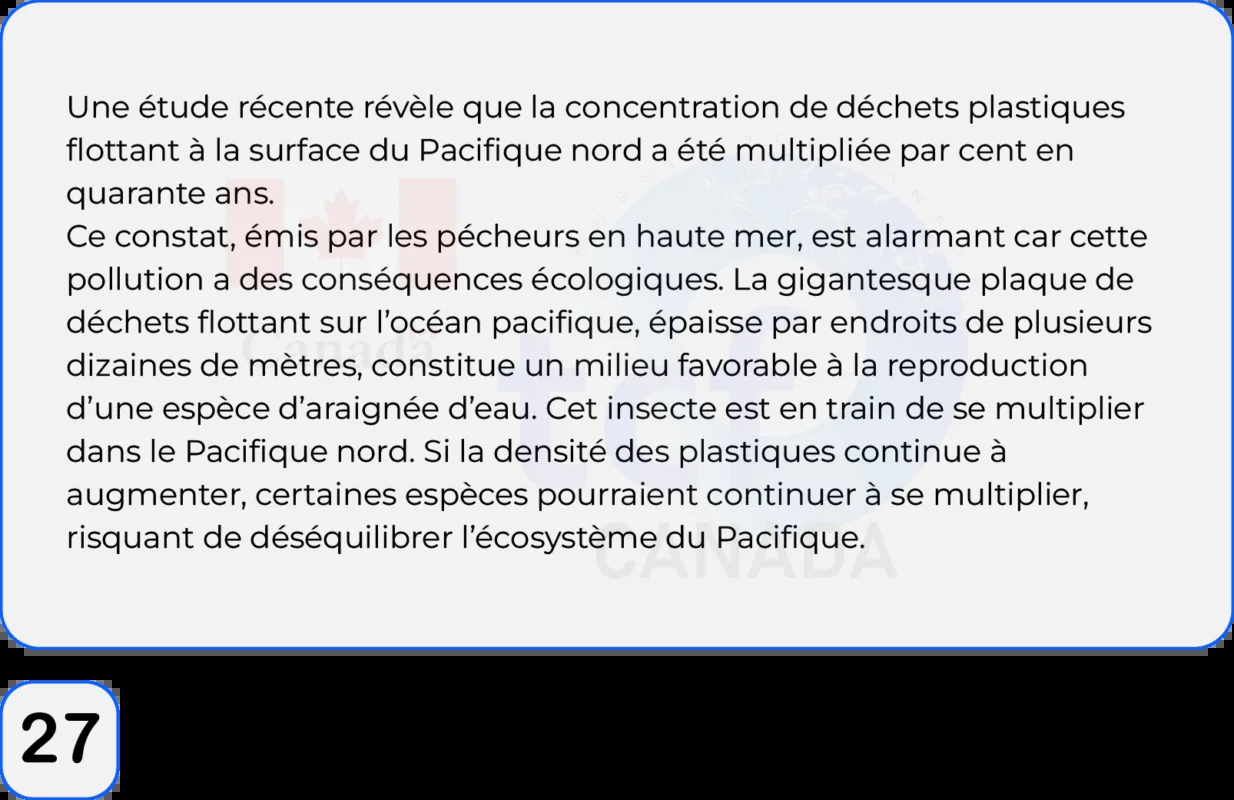 Une étude récente révèle que la concentration de déchets plastiques
flottant à la surface du Pacifique nord a été multipliée par cent en
quarante ans.
Ce constat, émis par les pécheurs en haute mer, est alarmant car cette
pollution a des conséquences écologiques. La gigantesque plaque de
déchets flottant sur l’océan pacifique, épaisse par endroits de plusieurs
dizaines de mètres, constitue un milieu favorable à la reproduction
d’une espèce d’araignée d’eau. Cet insecte est en train de se multiplier
dans le Pacifique nord. Si la densité des plastiques continue à
augmenter, certaines espèces pourraient continuer à se multiplier,
risquant de déséquilibrer l’écosystème du Pacifique.
Canada
tcf
CANADA
27